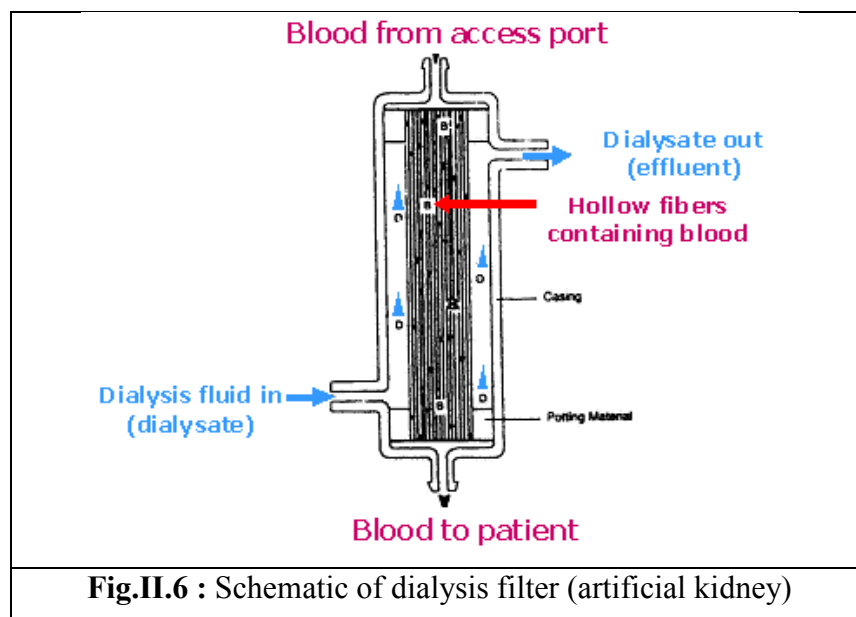 Blood from access port
B
Dialysate out
(effluent)
B
D
Hollow fibers
containing blood
D
Casing
D
Dialysis fluid in
(dialysate)
B
D
Potting Material
Blood to patient
Fig.II.6 : Schematic of dialysis filter (artificial kidney)